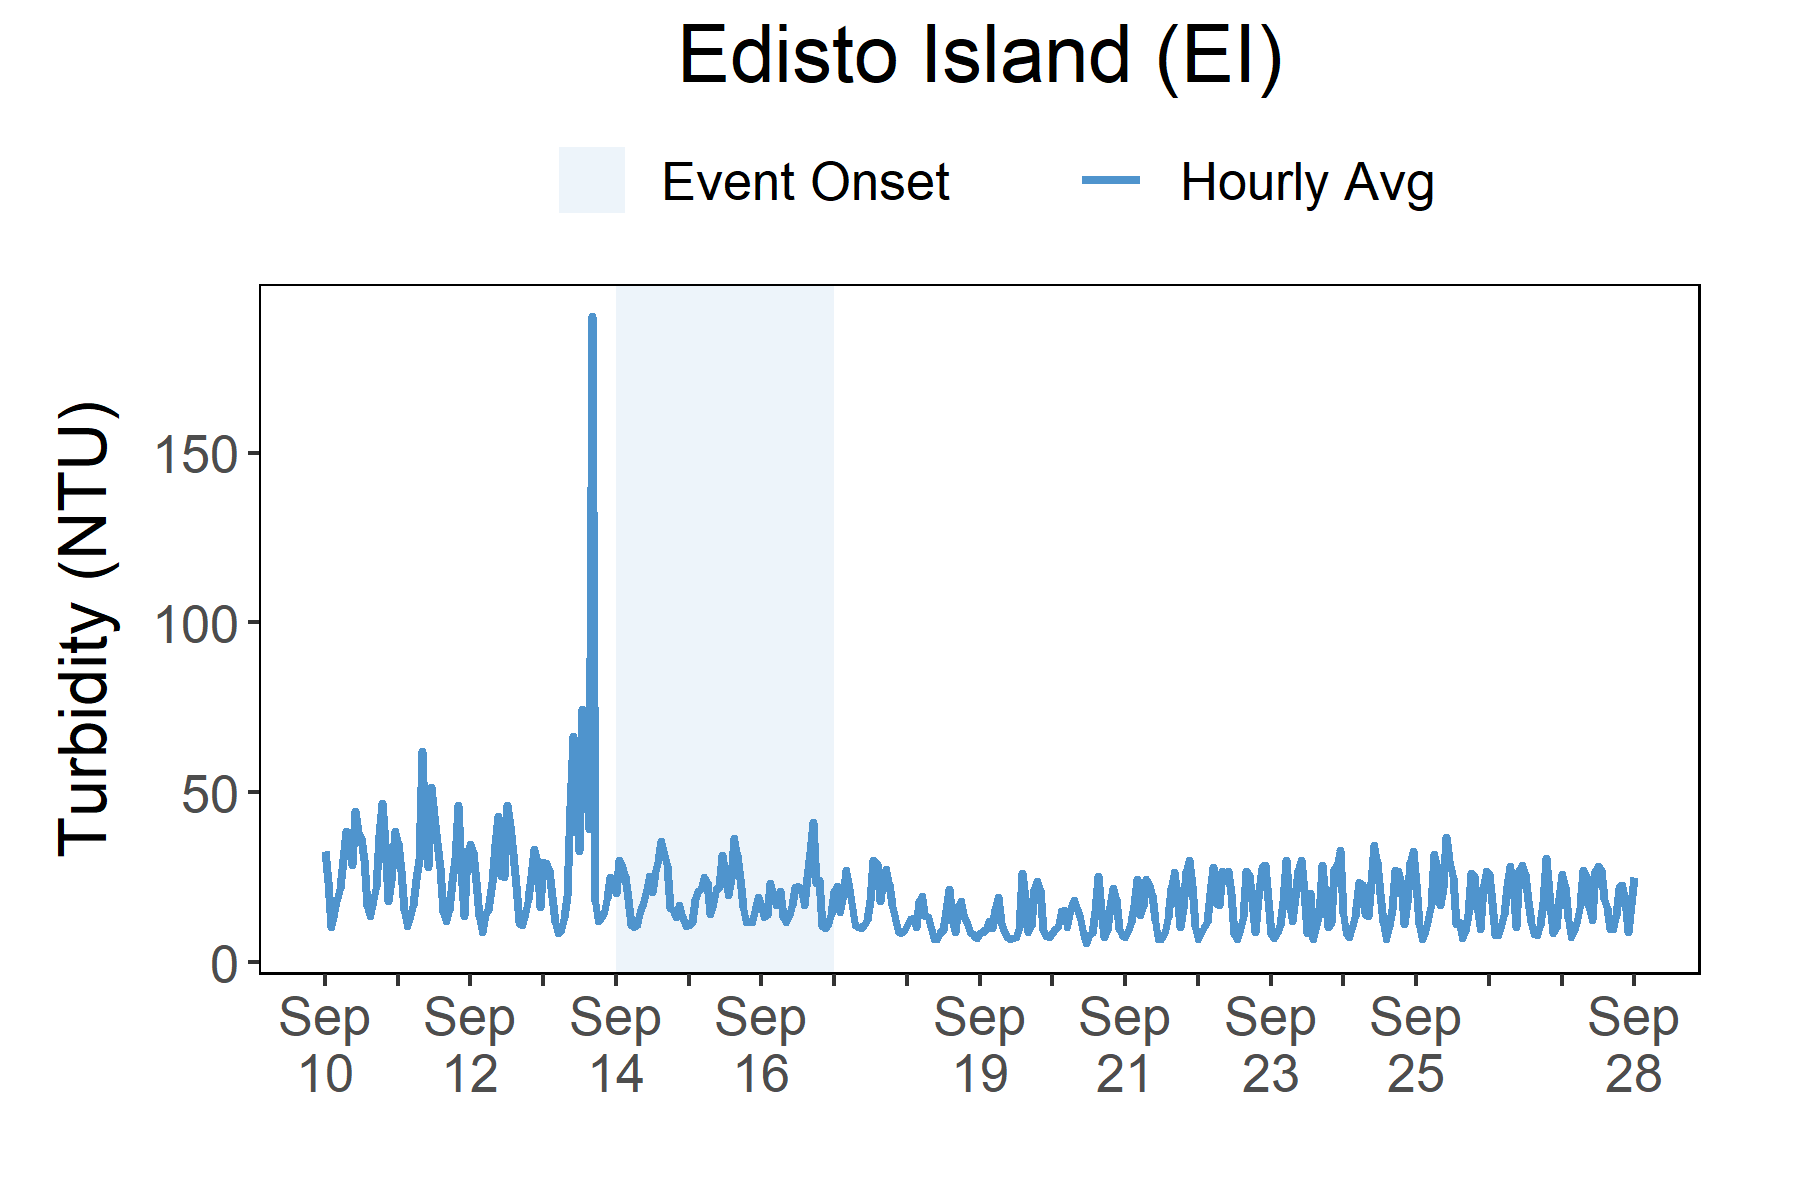 Edisto Island (EI)
Event Onset
Hourly Avg
Turbidity (NTU)
150
100
50
0
Sep 10
Sep 12
Sep 14
Sep 16
Sep 19
Sep 21
Sep 23
Sep 25
Sep 28